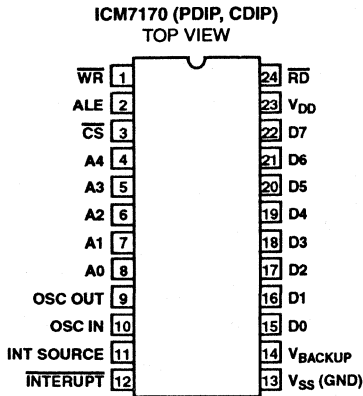 ICM7170 (PDIP, CDIP)
TOP VIEW
WR 1 24 RD
ALE 2 23 VDD
CS 3 22 D7
A4 4 21 D6
A3 5 20 D5
A2 6 19 D4
A1 7 18 D3
A0 8 17 D2
OSC OUT 9 16 D1
OSC IN 10 15 D0
INT SOURCE 11 14 VBACKUP
INTERUPT 12 13 VSS (GND)